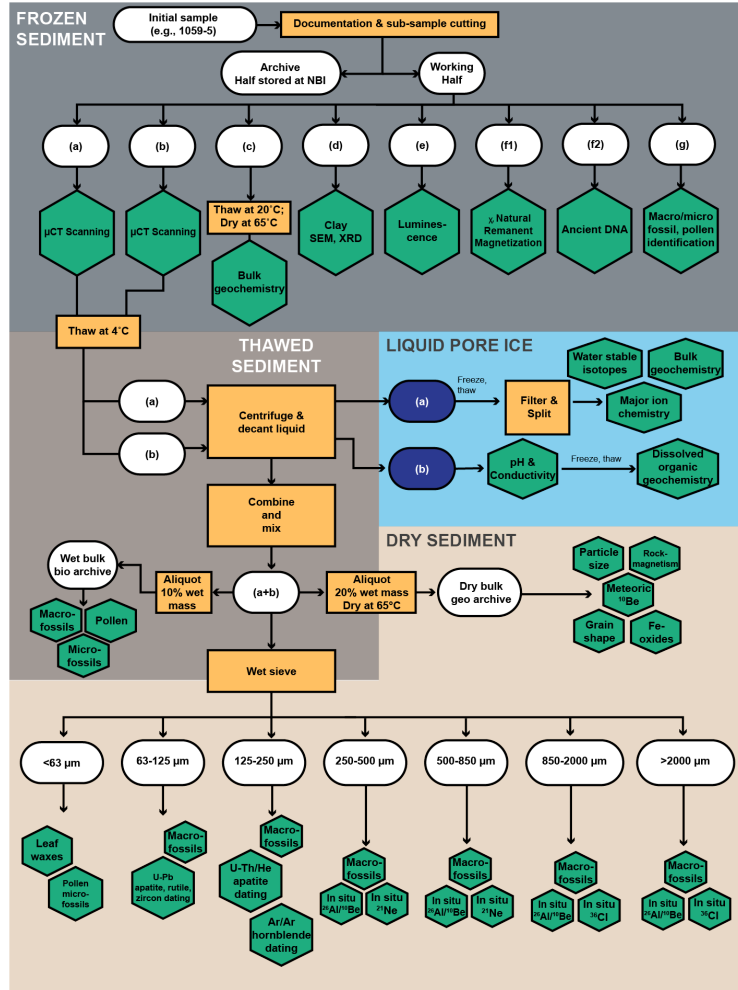 FROZEN
SEDIMENT
Initial sample
(e.g., 1059-5)
Documentation & sub-sample cutting
Archive
Half stored at NBI
Working
Half
(a)
(b)
(c)
(d)
(e)
(f1)
(f2)
(g)
µCT Scanning
µCT Scanning
Thaw at 20˚C;
Dry at 65˚C
Bulk
geochemistry
Clay
SEM, XRD
Lumines-
cence
χ, Natural
Remanent
Magnetization
Ancient DNA
Macro/micro
fossil, pollen
identification
Thaw at 4˚C
THAWED
SEDIMENT
(a)
(b)
Centrifuge &
decant liquid
LIQUID PORE ICE
(a)
Freeze,
thaw
Filter &
Split
Water stable
isotopes
Bulk
geochemistry
Major ion
chemistry
(b)
pH &
Conductivity
Freeze, thaw
Dissolved
organic
geochemistry
Combine
and
mix
DRY SEDIMENT
Wet bulk
bio archive
Aliquot
10% wet
mass
(a+b)
Aliquot
20% wet mass
Dry at 65°C
Dry bulk
geo archive
Macro-
fossils
Pollen
Micro-
fossils
Particle
size
Rock-
magnetism
Meteoric
¹⁰Be
Grain
shape
Fe-
oxides
Wet sieve
<63 µm
63-125 µm
125-250 µm
250-500 µm
500-850 µm
850-2000 µm
>2000 µm
Leaf
waxes
Pollen
micro-
fossils
Macro-
fossils
U-Pb
apatite, rutile,
zircon dating
Macro-
fossils
U-Th/He
apatite
dating
Ar/Ar
hornblende
dating
Macro-
fossils
In situ
²⁶Al/¹⁰Be
In situ
²¹Ne
Macro-
fossils
In situ
²⁶Al/¹⁰Be
In situ
²¹Ne
Macro-
fossils
In situ
²⁶Al/¹⁰Be
In situ
³⁶Cl
Macro-
fossils
In situ
²⁶Al/¹⁰Be
In situ
³⁶Cl